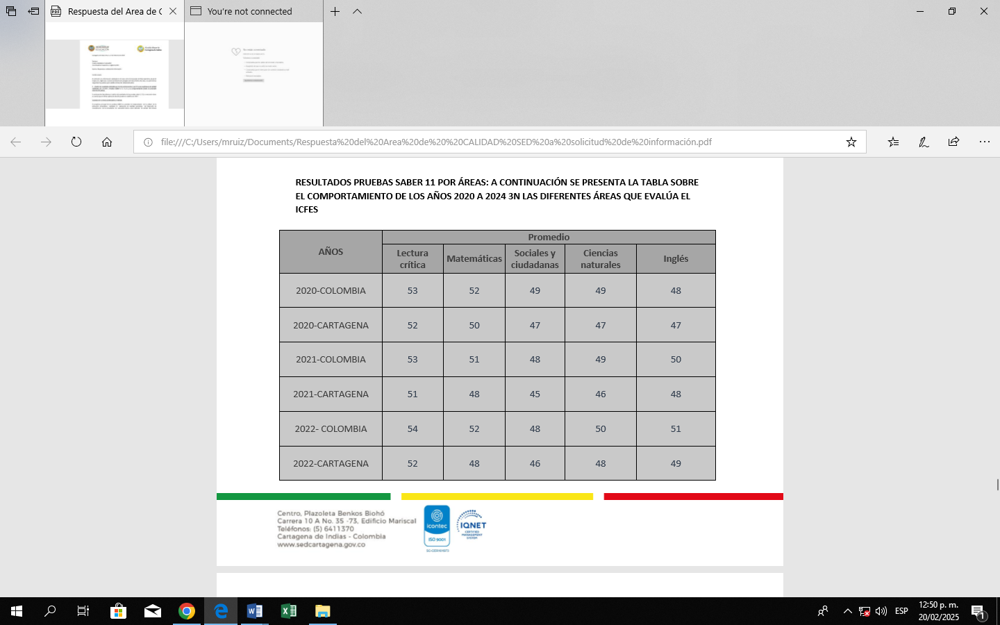 Respuesta del Area de C
You're not connected
file:///C:/Users/mruiz/Documents/Respuesta%20del%20Area%20de%20%20CALIDAD%20SED%20a%20solicitud%20de%20información.pdf
RESULTADOS PRUEBAS SABER 11 POR ÁREAS: A CONTINUACIÓN SE PRESENTA LA TABLA SOBRE
EL COMPORTAMIENTO DE LOS AÑOS 2020 A 2024 3N LAS DIFERENTES ÁREAS QUE EVALÚA EL
ICFES
AÑOS Promedio
Lectura crítica Matemáticas Sociales y ciudadanas Ciencias naturales Inglés
2020-COLOMBIA 53 52 49 49 48
2020-CARTAGENA 52 50 47 47 47
2021-COLOMBIA 53 51 48 49 50
2021-CARTAGENA 51 48 45 46 48
2022- COLOMBIA 54 52 48 50 51
2022-CARTAGENA 52 48 46 48 49
Centro, Plazoleta Benkos Biohó
Carrera 10 A No. 35 -73, Edificio Mariscal
Teléfonos: (5) 6411370
Cartagena de Indias - Colombia
www.sedcartagena.gov.co
icontec
ISO 9001
IQNET
CERTIFIED
MANAGEMENT
SYSTEM
ESP
12:50 p. m.
20/02/2025
1